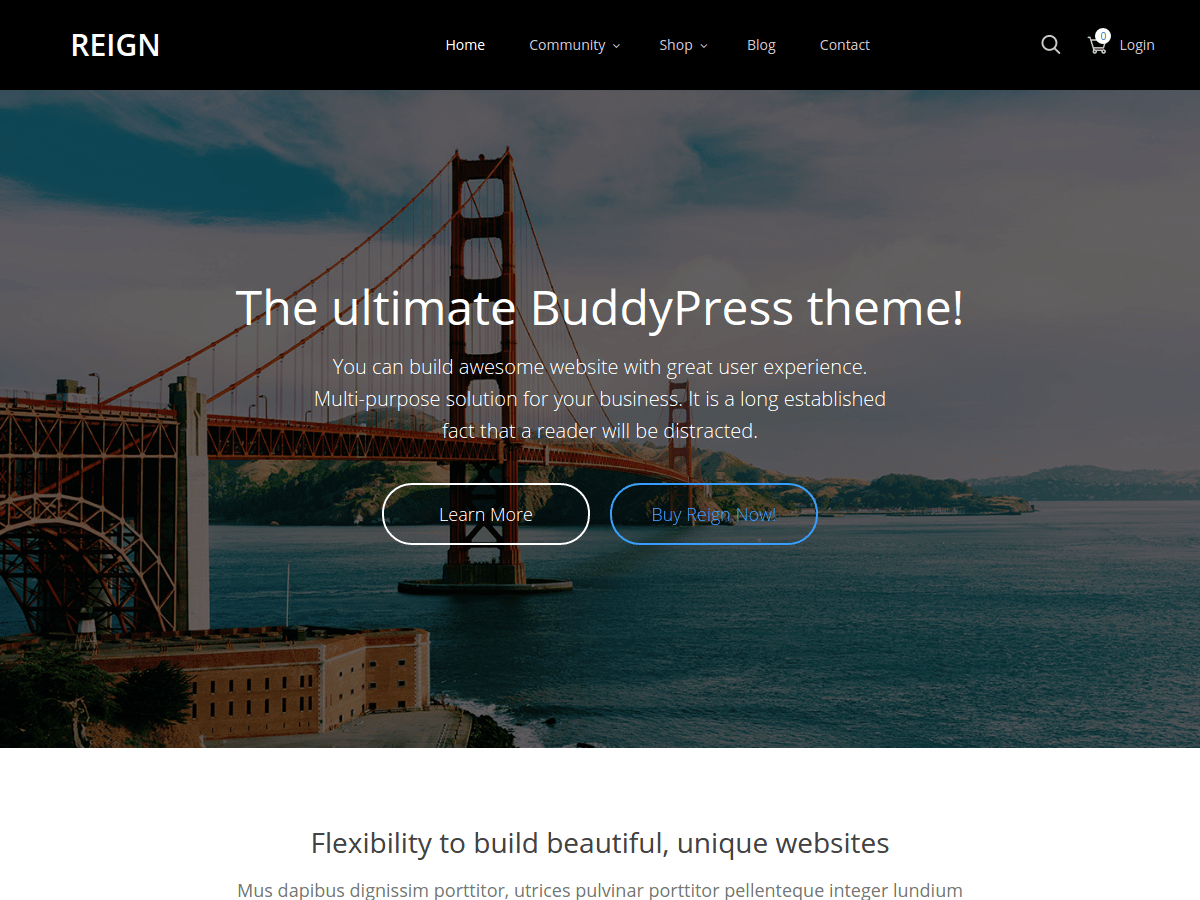 REIGN
Home Community Shop Blog Contact
0 Login
The ultimate BuddyPress theme!
You can build awesome website with great user experience.
Multi-purpose solution for your business. It is a long established
fact that a reader will be distracted.
Learn More Buy Reign Now!
Flexibility to build beautiful, unique websites
Mus dapibus dignissim porttitor, utrices pulvinar porttitor pellenteque integer lundium